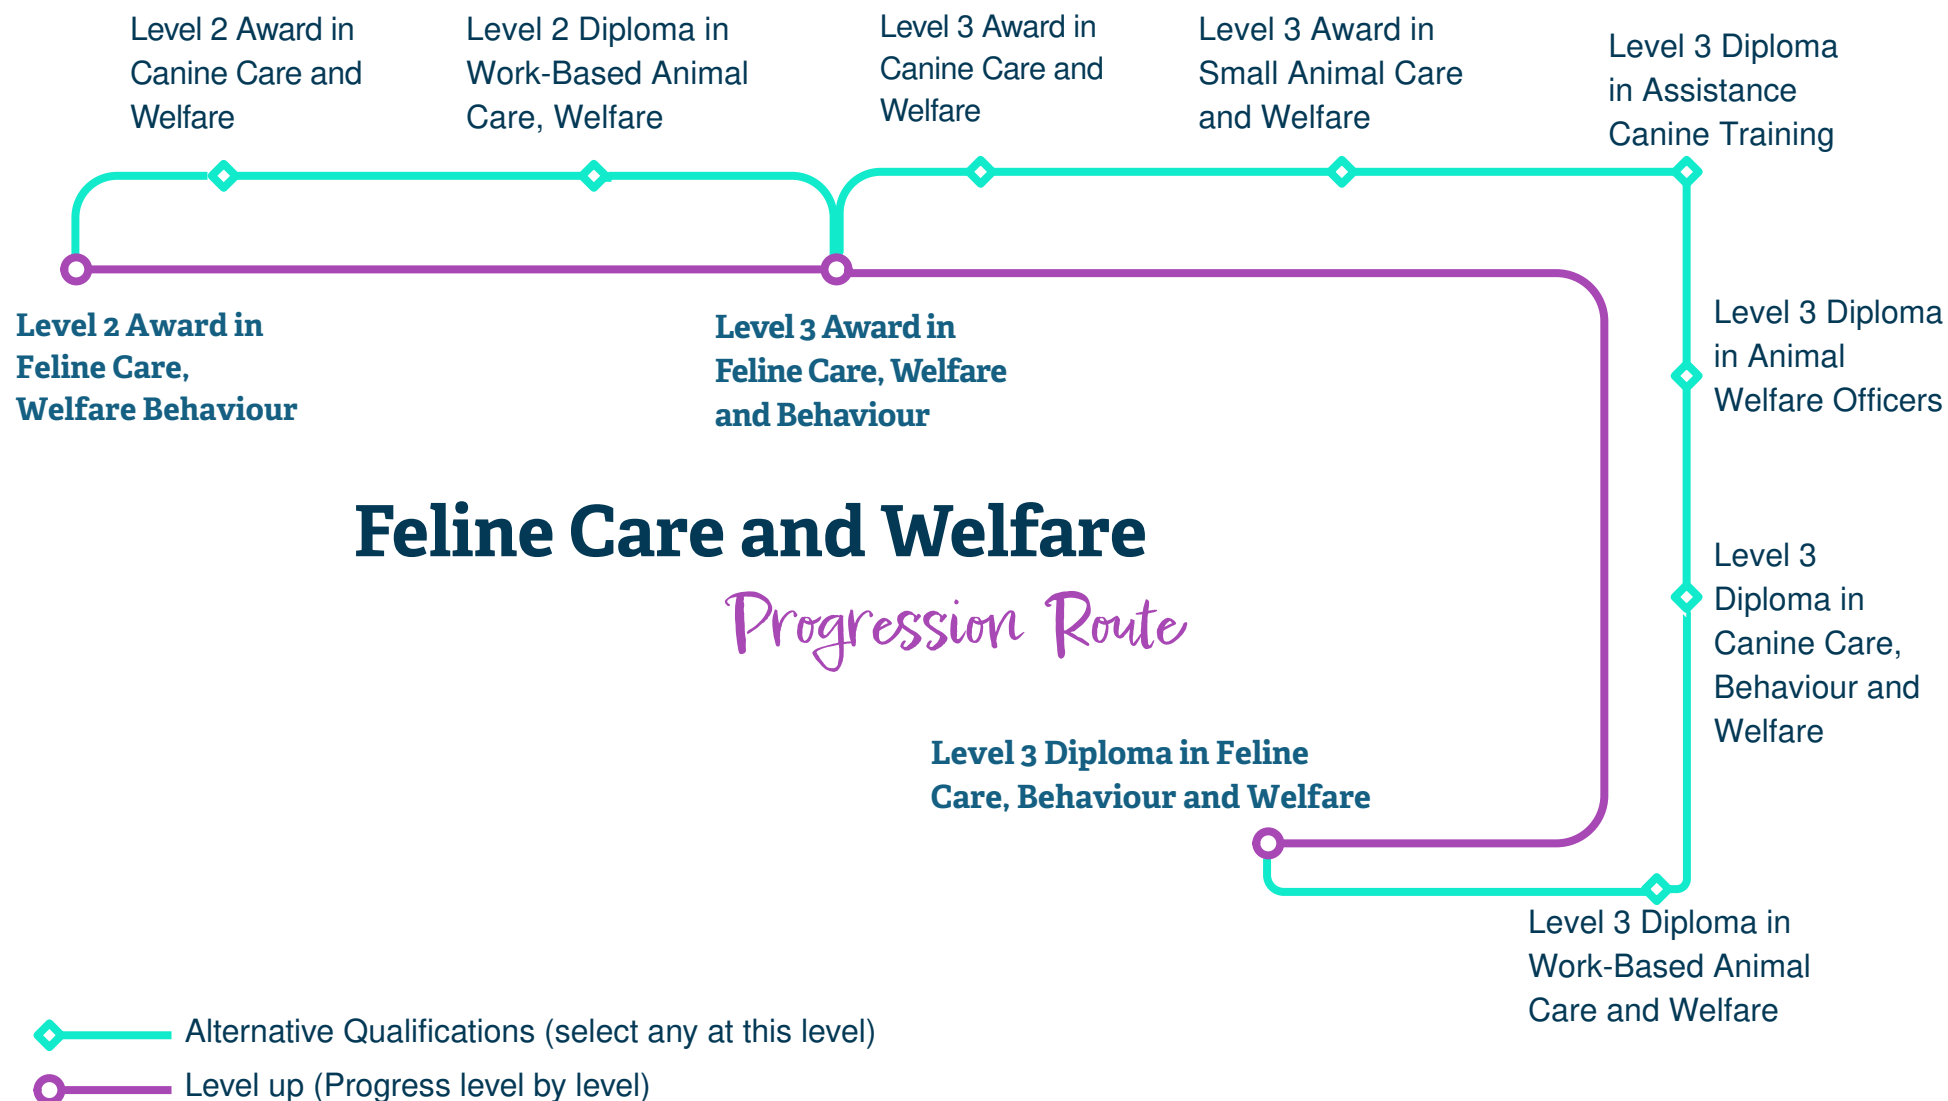 Level 2 Award in
Canine Care and
Welfare
Level 2 Diploma in
Work-Based Animal
Care, Welfare
Level 3 Award in
Canine Care and
Welfare
Level 3 Award in
Small Animal Care
and Welfare
Level 3 Diploma
in Assistance
Canine Training
Level 2 Award in
Feline Care,
Welfare Behaviour
Level 3 Award in
Feline Care, Welfare
and Behaviour
Level 3 Diploma
in Animal
Welfare Officers
Feline Care and Welfare
Progression Route
Level 3
Diploma in
Canine Care,
Behaviour and
Welfare
Level 3 Diploma in Feline
Care, Behaviour and Welfare
Level 3 Diploma in
Work-Based Animal
Care and Welfare
Alternative Qualifications (select any at this level)
Level up (Progress level by level)